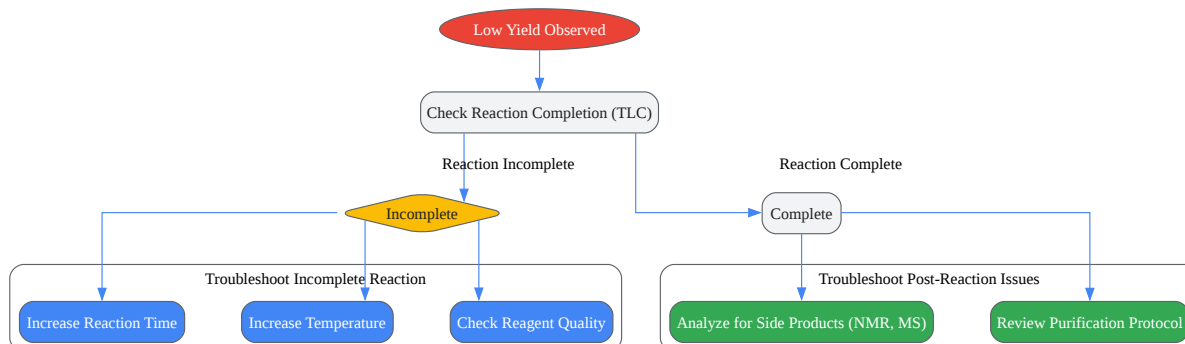 Low Yield Observed
Check Reaction Completion (TLC)
Reaction Incomplete
Reaction Complete
Incomplete
Complete
Troubleshoot Incomplete Reaction
Troubleshoot Post-Reaction Issues
Increase Reaction Time
Increase Temperature
Check Reagent Quality
Analyze for Side Products (NMR, MS)
Review Purification Protocol